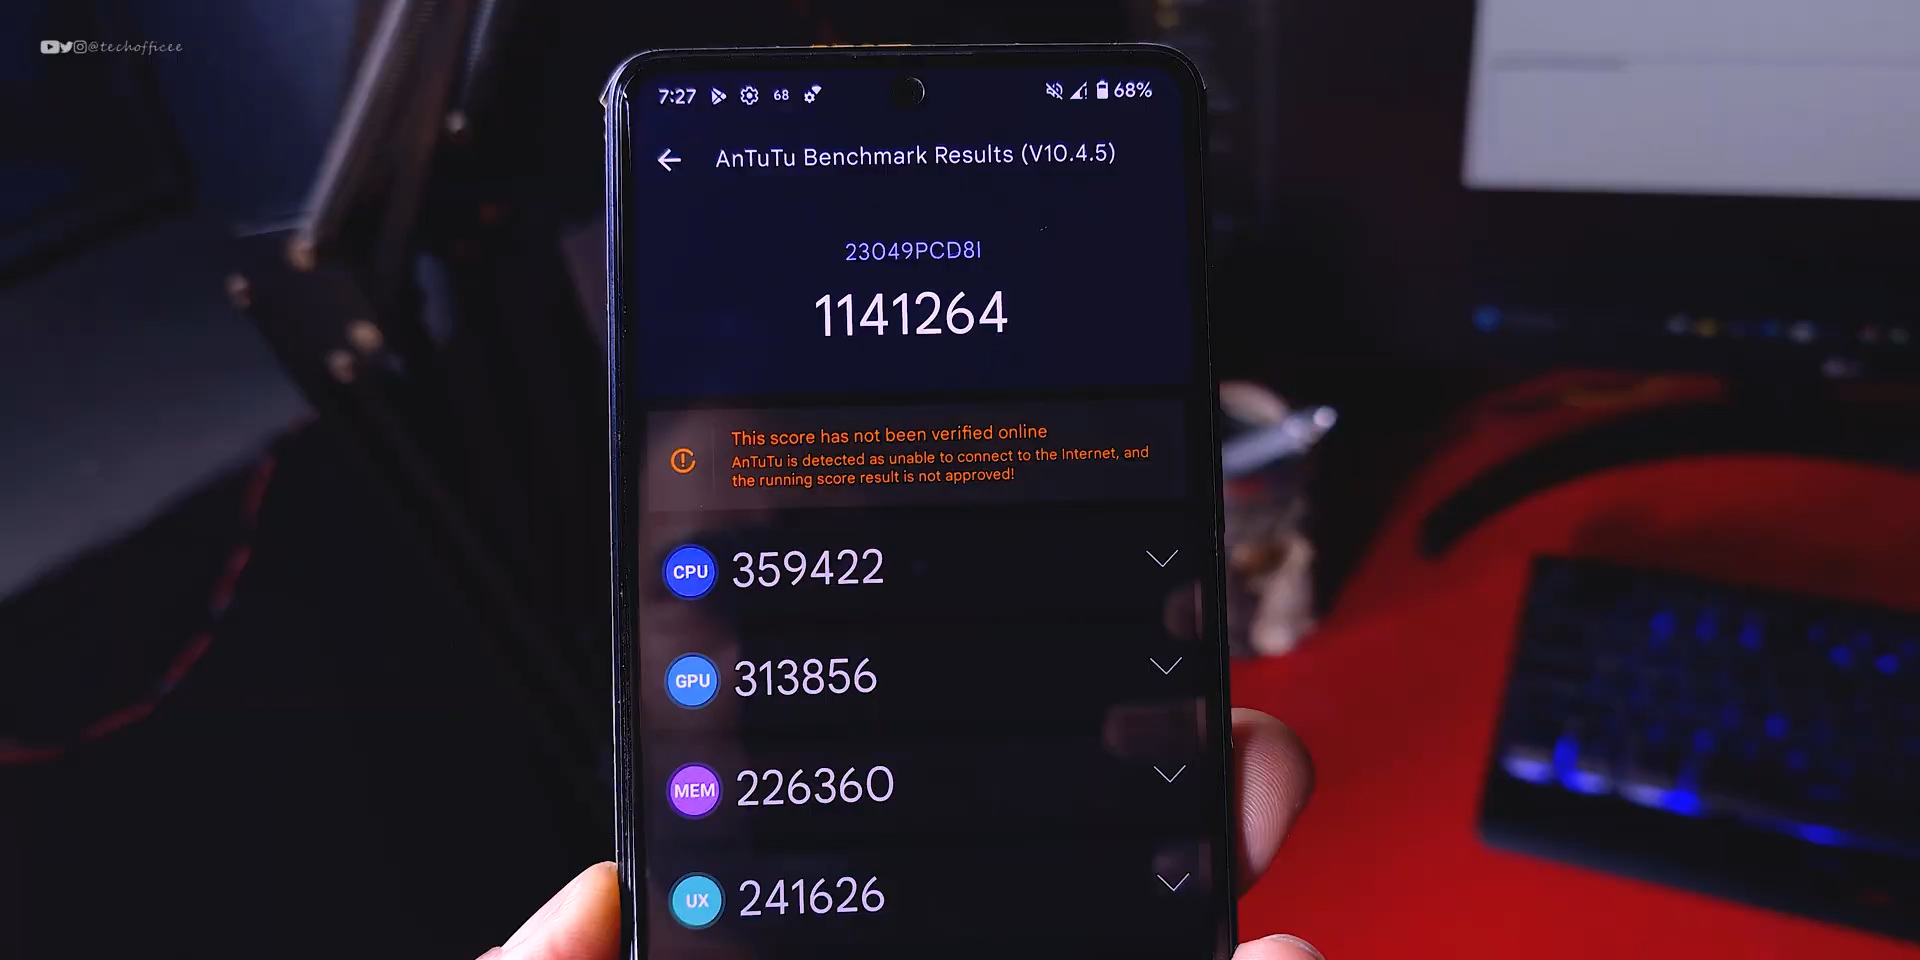 @techofficee
7:27 68 68%
AnTuTu Benchmark Results (V10.4.5)
23049PCD8I
1141264
This score has not been verified online
AnTuTu is detected as unable to connect to the Internet, and
the running score result is not approved!
CPU 359422
GPU 313856
MEM 226360
UX 241626